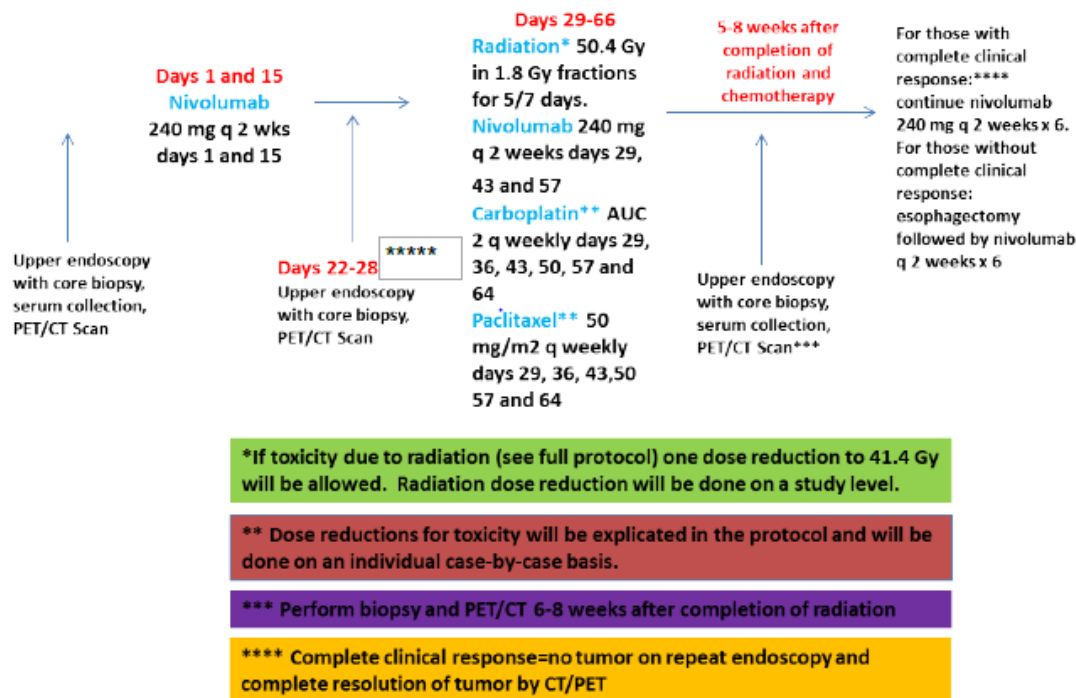 Days 1 and 15
Nivolumab
240 mg q 2 wks
days 1 and 15
Upper endoscopy
with core biopsy,
serum collection,
PET/CT Scan
*****
Days 22-28
Upper endoscopy
with core biopsy,
PET/CT Scan
Days 29-66
Radiation* 50.4 Gy
in 1.8 Gy fractions
for 5/7 days.
Nivolumab 240 mg
q 2 weeks days 29,
43 and 57
Carboplatin** AUC
2 q weekly days 29,
36, 43, 50, 57 and
64
Paclitaxel** 50
mg/m2 q weekly
days 29, 36, 43,50
57 and 64
5-8 weeks after
completion of
radiation and
chemotherapy
Upper endoscopy
with core biopsy,
serum collection,
PET/CT Scan***
For those with
complete clinical
response:****
continue nivolumab
240 mg q 2 weeks x 6.
For those without
complete clinical
response:
esophagectomy
followed by nivolumab
q 2 weeks x 6
*If toxicity due to radiation (see full protocol) one dose reduction to 41.4 Gy
will be allowed. Radiation dose reduction will be done on a study level.
** Dose reductions for toxicity will be explicated in the protocol and will be
done on an individual case-by-case basis.
*** Perform biopsy and PET/CT 6-8 weeks after completion of radiation
**** Complete clinical response=no tumor on repeat endoscopy and
complete resolution of tumor by CT/PET